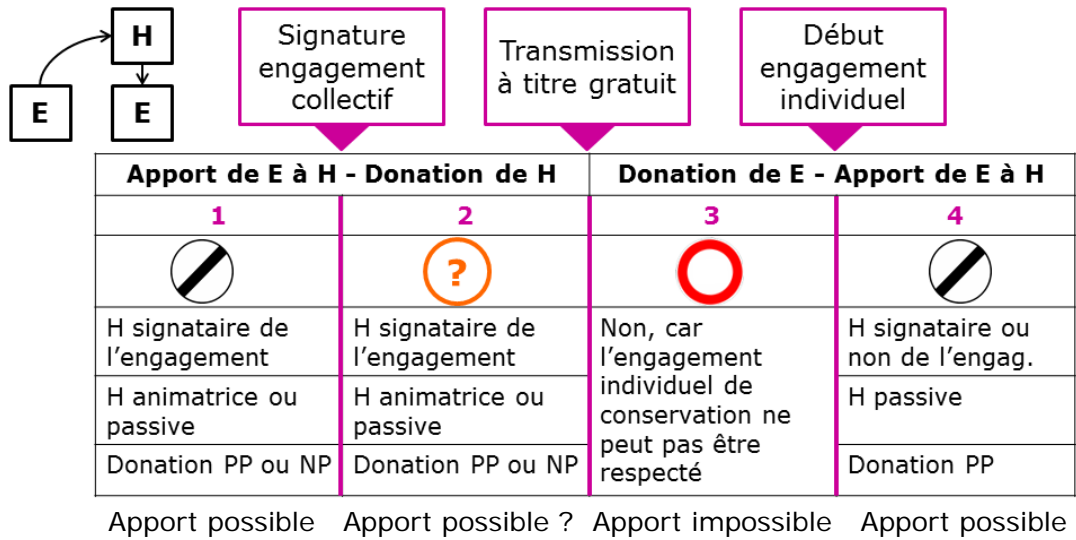 H
E
E
Signature
engagement
collectif
Transmission
à titre gratuit
Début
engagement
individuel
Apport de E à H - Donation de H
Donation de E - Apport de E à H
1
2
3
4
?
H signataire de
l'engagement
H signataire de
l'engagement
Non, car
l'engagement
individuel de
conservation ne
peut pas être
respecté
H signataire ou
non de l'engag.
H animatrice ou
passive
H animatrice ou
passive
H passive
Donation PP ou NP
Donation PP ou NP
Donation PP
Apport possible
Apport possible ?
Apport impossible
Apport possible